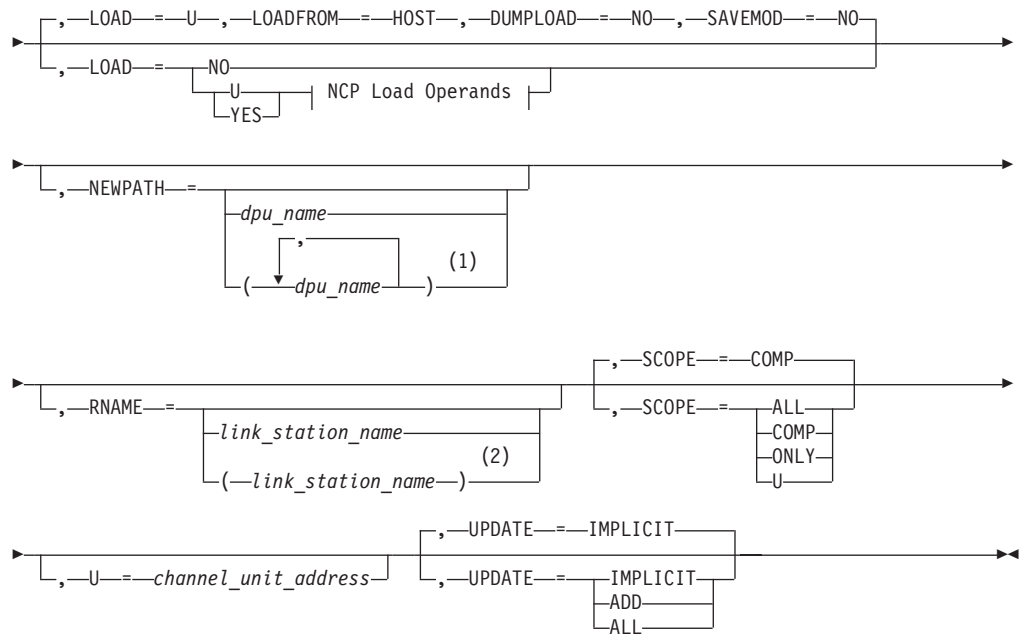 , LOAD = U , LOADFROM = HOST , DUMPLOAD = NO , SAVEMOD = NO
, LOAD = NO
U NCP Load Operands
YES
, NEWPATH =
dpu_name
,
(1)
( dpu_name )
, SCOPE = COMP
, RNAME = , SCOPE = ALL
link_station_name COMP
(2) ONLY
( link_station_name ) U
, UPDATE = IMPLICIT
, U = channel_unit_address , UPDATE = IMPLICIT
ADD
ALL